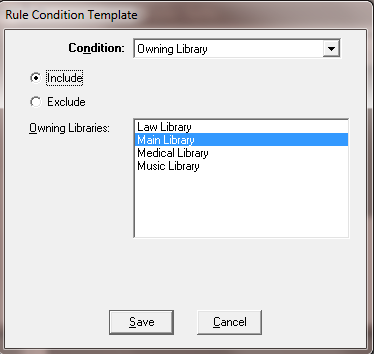 Rule Condition Template
Condition: Owning Library
Include
Exclude
Owning Libraries: Law Library
Main Library
Medical Library
Music Library
Save Cancel